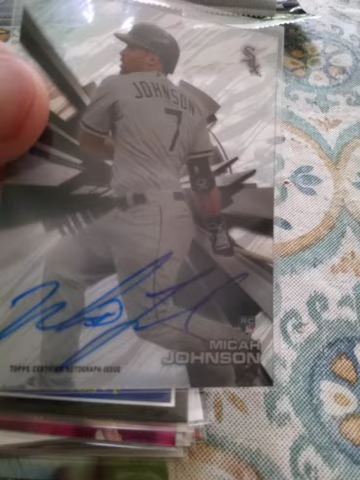 JOHNSON
7
RC
MICAH
JOHNSON
TOPPS CERTIFIED AUTOGRAPH ISSUE